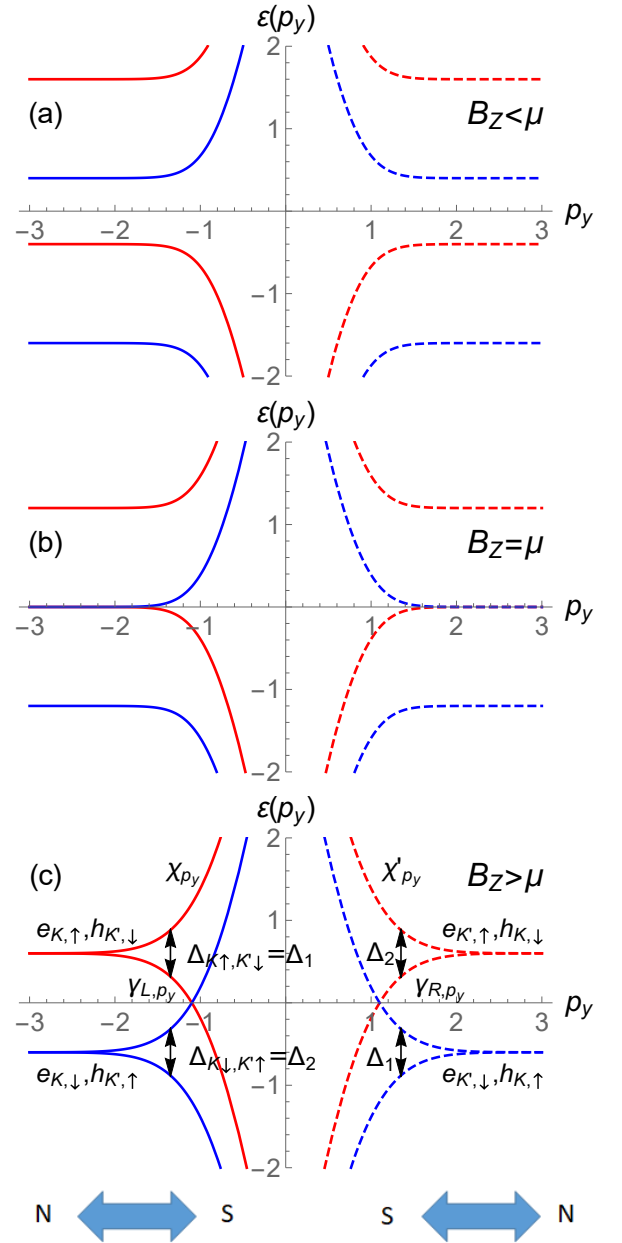 ε(p_y)
2
1
(a)
B_Z<μ
−3 −2 −1 1 2 3 p_y
−1
−2
ε(p_y)
2
1
(b)
B_Z=μ
−3 −2 −1 1 2 3 p_y
−1
−2
ε(p_y)
2
(c) χ_{p_y} χ'_{p_y} B_Z>μ
1
e_{K,↑},h_{K',↓} e_{K',↑},h_{K,↓}
Δ_{K↑,K'↓}=Δ_1 Δ_2
γ_{L,p_y} γ_{R,p_y}
−3 −2 −1 1 2 3 p_y
Δ_{K↓,K'↑}=Δ_2 Δ_1
e_{K,↓},h_{K',↑} e_{K',↓},h_{K,↑}
−1
−2
N S S N